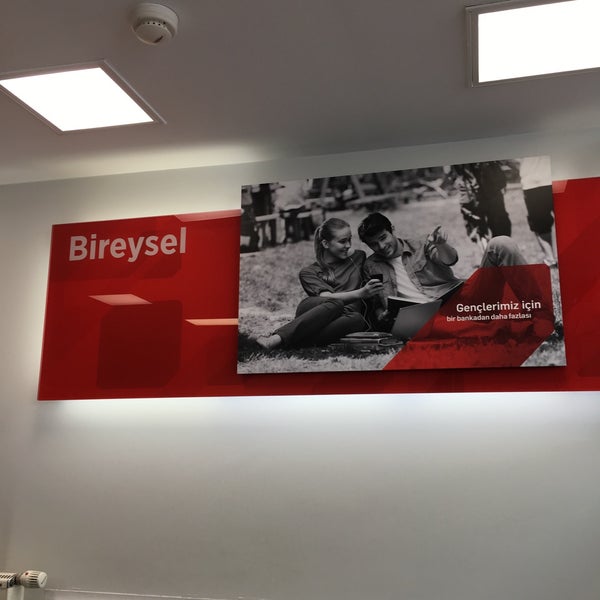 Bireysel
Gençlerimiz için
bir bankadan daha fazlası